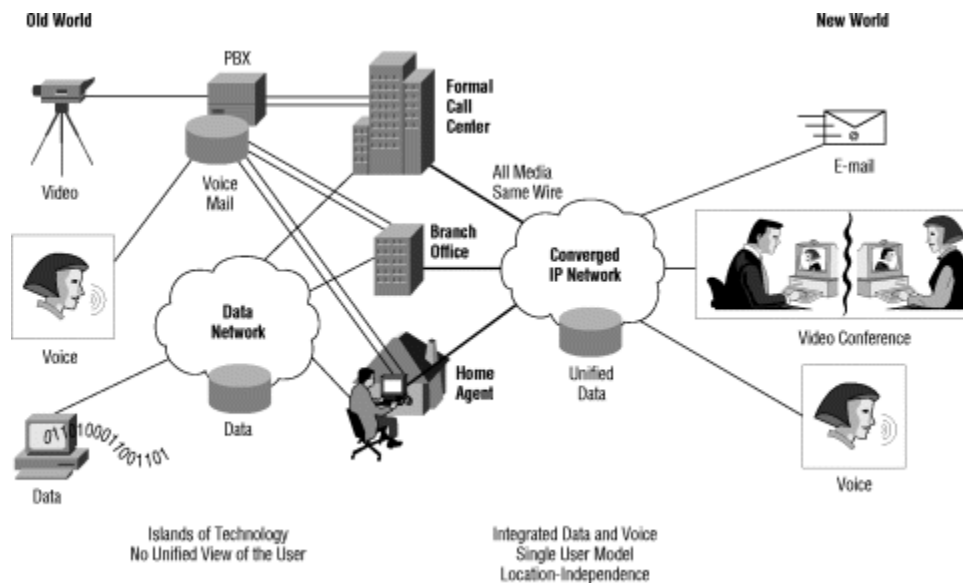 Old World
New World
PBX
Formal
Call
Center
Video
Voice
Mail
All Media
Same Wire
@
E-mail
Branch
Office
Converged
IP Network
Data
Network
Voice
Video Conference
Home
Agent
Unified
Data
Data
0110100011001101
Data
Voice
Islands of Technology
No Unified View of the User
Integrated Data and Voice
Single User Model
Location-Independence